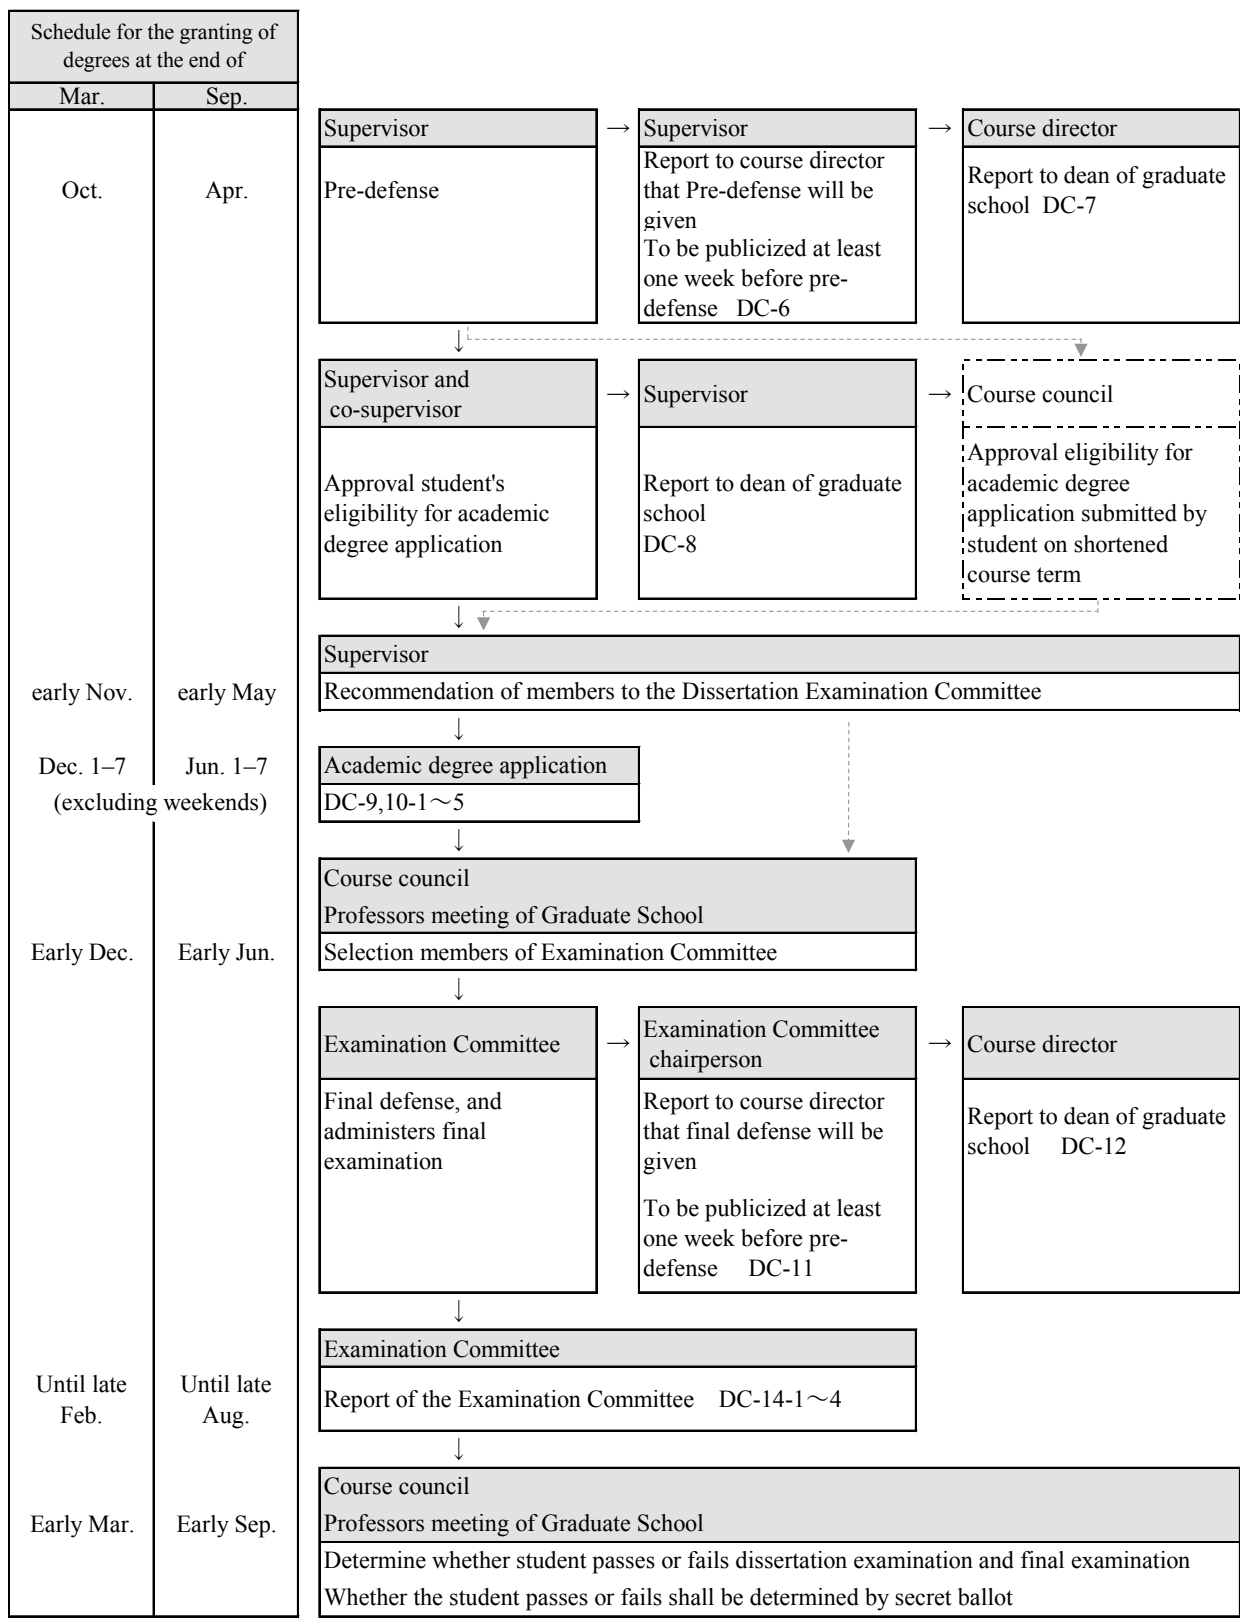 Schedule for the granting of
degrees at the end of
Mar.
Sep.
Supervisor
→
Supervisor
→
Course director
Oct.
Apr.
Pre-defense
Report to course director
that Pre-defense will be
given
To be publicized at least
one week before pre-
defense DC-6
Report to dean of graduate
school DC-7
↓
Supervisor and
co-supervisor
→
Supervisor
→
Course council
Approval student's
eligibility for academic
degree application
Report to dean of graduate
school
DC-8
Approval eligibility for
academic degree
application submitted by
student on shortened
course term
↓
Supervisor
early Nov.
early May
Recommendation of members to the Dissertation Examination Committee
↓
Dec. 1–7
Jun. 1–7
(excluding weekends)
Academic degree application
DC-9,10-1～5
↓
Course council
Professors meeting of Graduate School
Early Dec.
Early Jun.
Selection members of Examination Committee
↓
Examination Committee
→
Examination Committee
chairperson
→
Course director
Final defense, and
administers final
examination
Report to course director
that final defense will be
given
To be publicized at least
one week before pre-
defense DC-11
Report to dean of graduate
school DC-12
↓
Examination Committee
Until late
Feb.
Until late
Aug.
Report of the Examination Committee DC-14-1～4
↓
Course council
Early Mar.
Early Sep.
Professors meeting of Graduate School
Determine whether student passes or fails dissertation examination and final examination
Whether the student passes or fails shall be determined by secret ballot